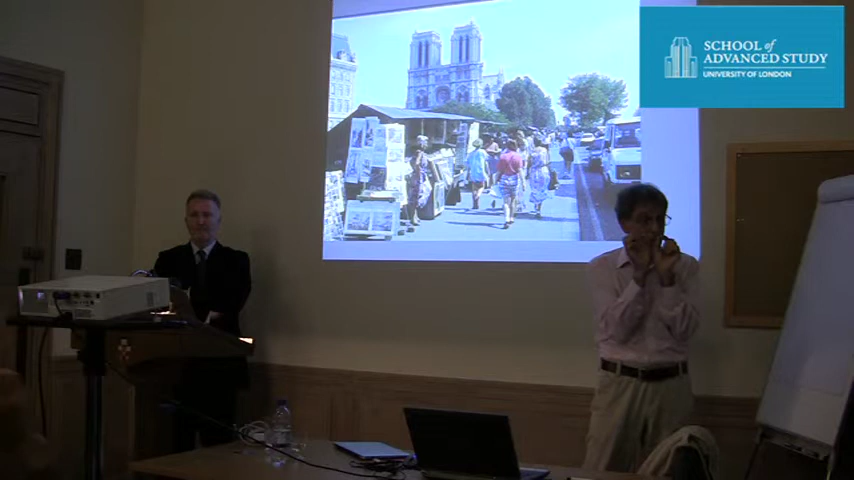 SCHOOL of
ADVANCED STUDY
UNIVERSITY OF LONDON